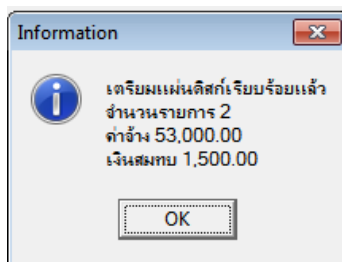 Information
เตรียมแผ่นดิสก์เรียบร้อยแล้ว
จำนวนรายการ 2
ค่าจ้าง 53,000.00
เงินสมทบ 1,500.00
OK